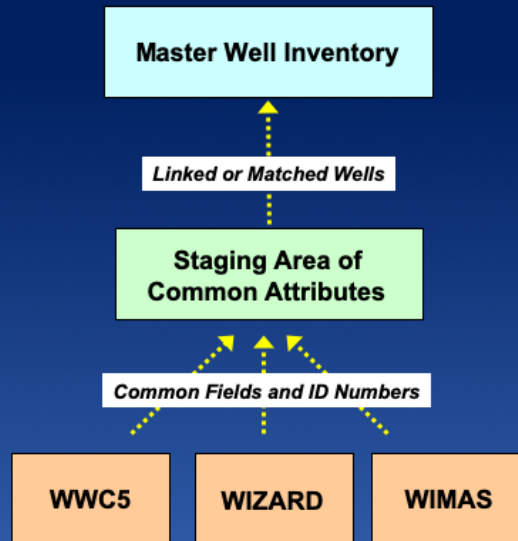 Master Well Inventory
Linked or Matched Wells
Staging Area of
Common Attributes
Common Fields and ID Numbers
WWC5
WIZARD
WIMAS